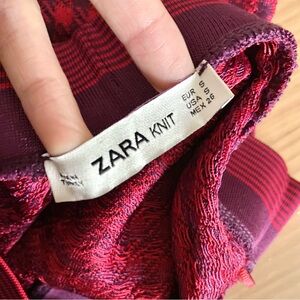 ZARA KNIT
EUR S
USA S
MEX 26